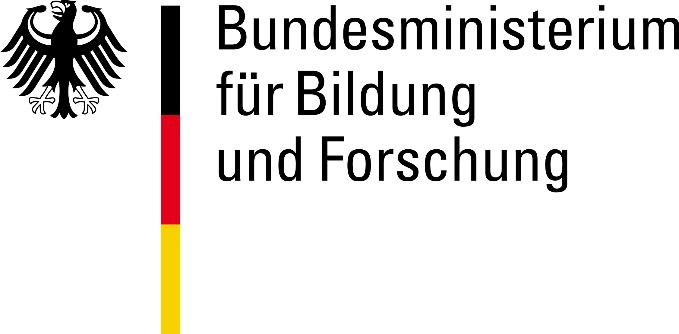 Bundesministerium
für Bildung
und Forschung